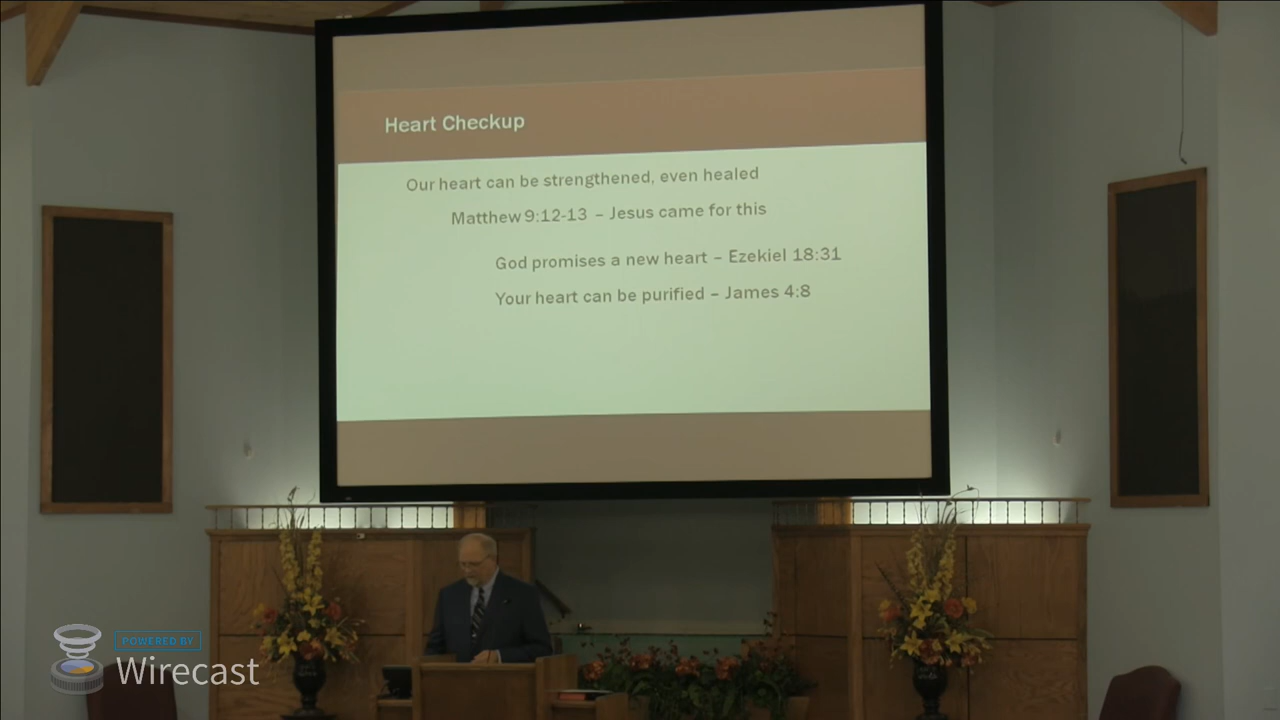 Heart Checkup
Our heart can be strengthened, even healed
Matthew 9:12-13 – Jesus came for this
God promises a new heart – Ezekiel 18:31
Your heart can be purified – James 4:8
POWERED BY
Wirecast